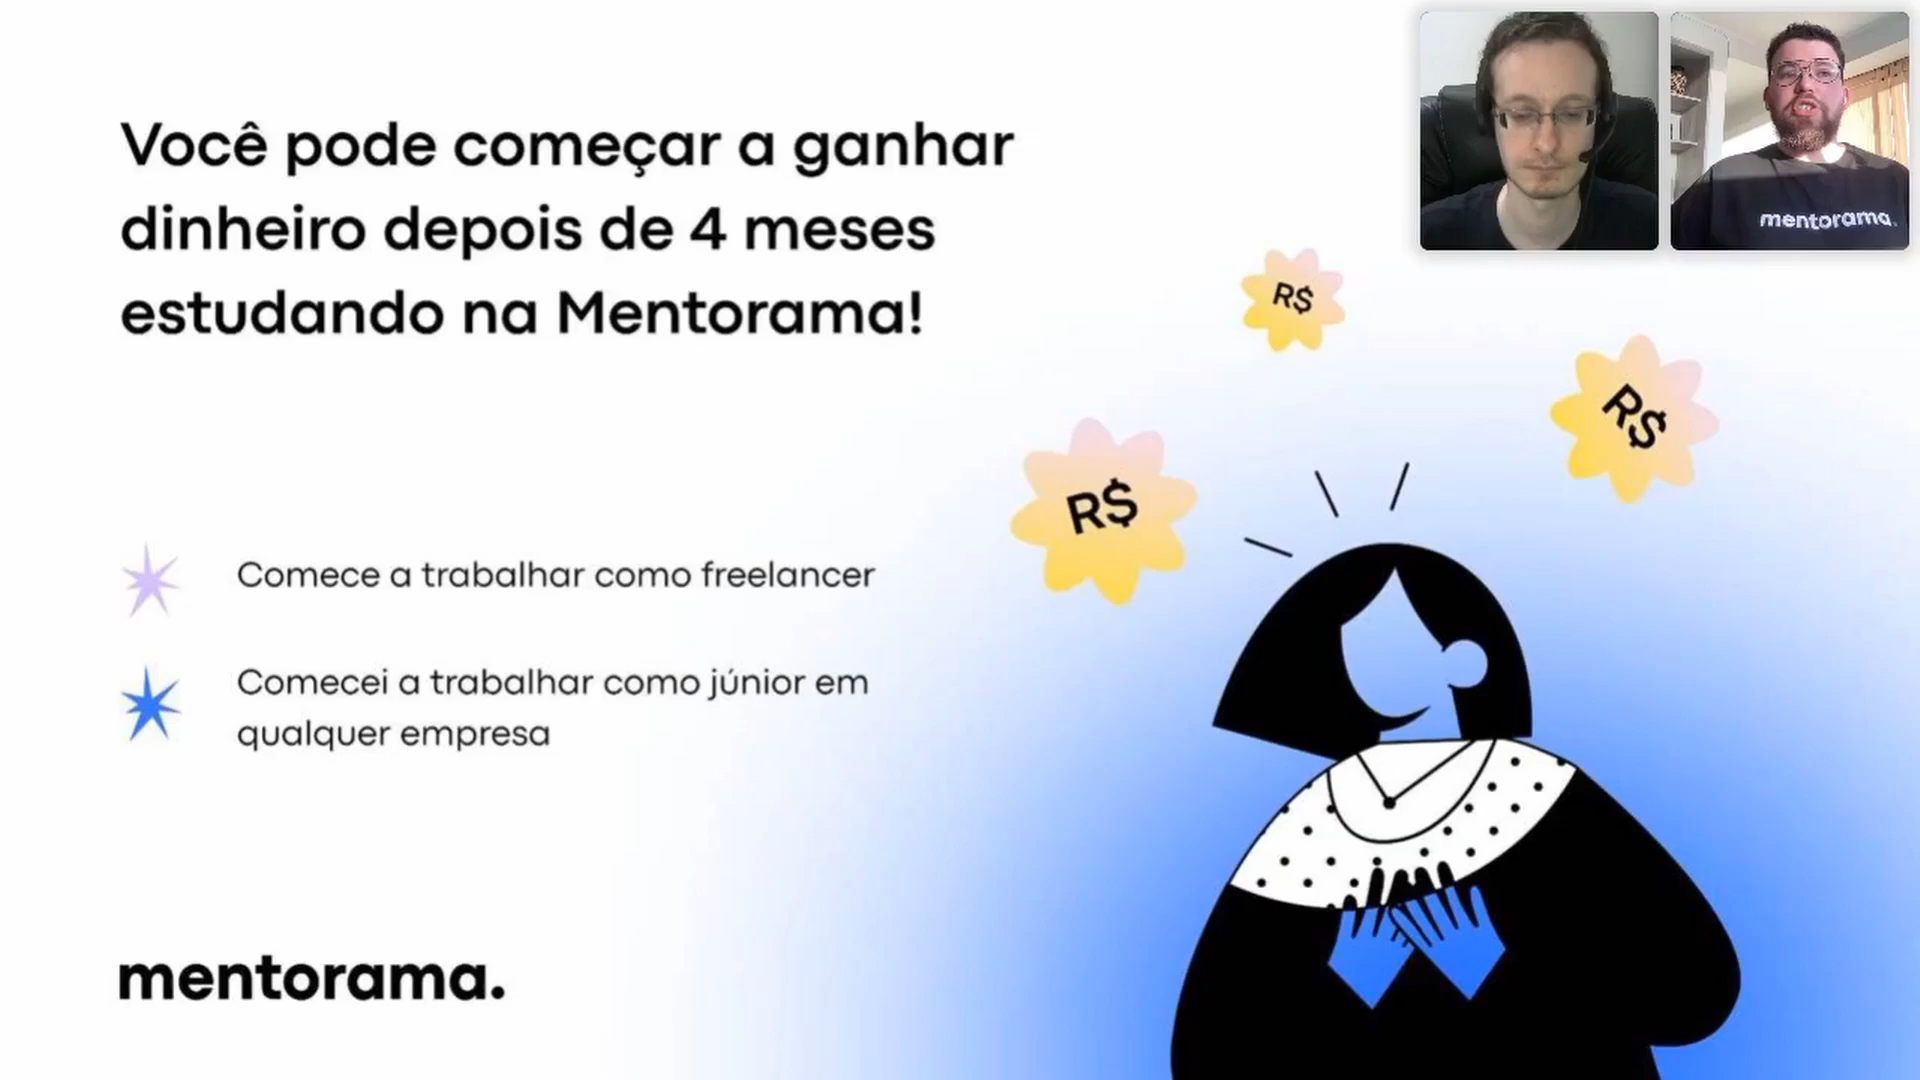 Você pode começar a ganhar
dinheiro depois de 4 meses
estudando na Mentorama!
Comece a trabalhar como freelancer
Comecei a trabalhar como júnior em
qualquer empresa
mentorama.
R$
R$
R$
mentorama.